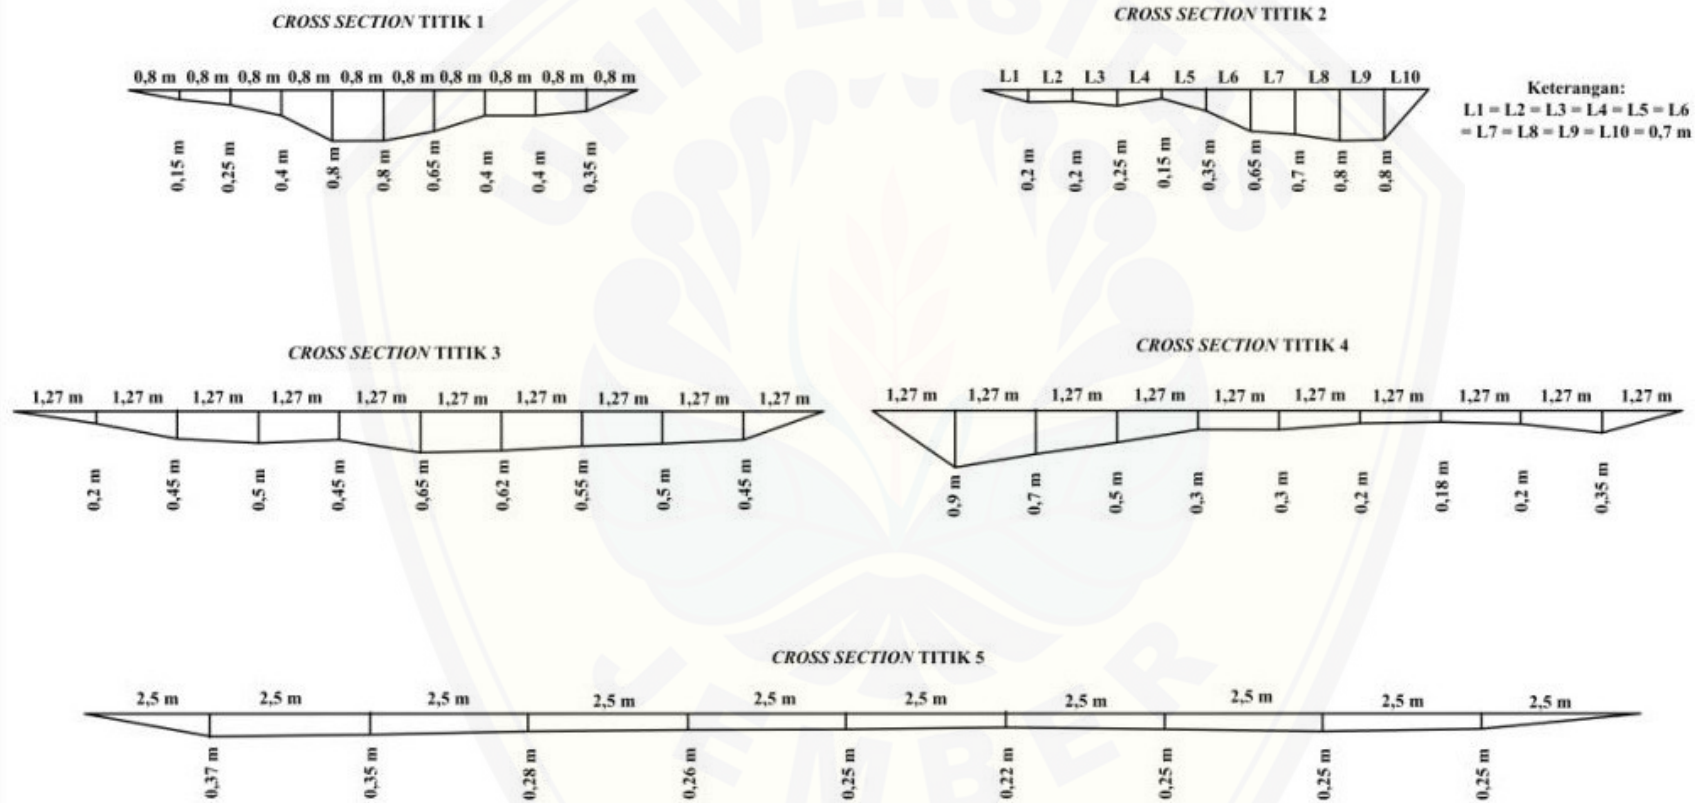 CROSS SECTION TITIK 1
0,8 m 0,8 m 0,8 m 0,8 m 0,8 m 0,8 m 0,8 m 0,8 m 0,8 m 0,8 m
0,15 m 0,25 m 0,4 m 0,8 m 0,8 m 0,65 m 0,4 m 0,4 m 0,35 m
CROSS SECTION TITIK 2
L1 L2 L3 L4 L5 L6 L7 L8 L9 L10
0,2 m 0,2 m 0,25 m 0,15 m 0,35 m 0,65 m 0,7 m 0,8 m 0,8 m
Keterangan:
L1 = L2 = L3 = L4 = L5 = L6
= L7 = L8 = L9 = L10 = 0,7 m
CROSS SECTION TITIK 3
1,27 m 1,27 m 1,27 m 1,27 m 1,27 m 1,27 m 1,27 m 1,27 m 1,27 m 1,27 m
0,2 m 0,45 m 0,5 m 0,45 m 0,65 m 0,62 m 0,55 m 0,5 m 0,45 m
CROSS SECTION TITIK 4
1,27 m 1,27 m 1,27 m 1,27 m 1,27 m 1,27 m 1,27 m 1,27 m 1,27 m 1,27 m
0,9 m 0,7 m 0,5 m 0,3 m 0,3 m 0,2 m 0,18 m 0,2 m 0,35 m
CROSS SECTION TITIK 5
2,5 m 2,5 m 2,5 m 2,5 m 2,5 m 2,5 m 2,5 m 2,5 m 2,5 m 2,5 m
0,37 m 0,35 m 0,28 m 0,26 m 0,25 m 0,22 m 0,25 m 0,25 m 0,25 m
UNIVERSITAS
JEMBER